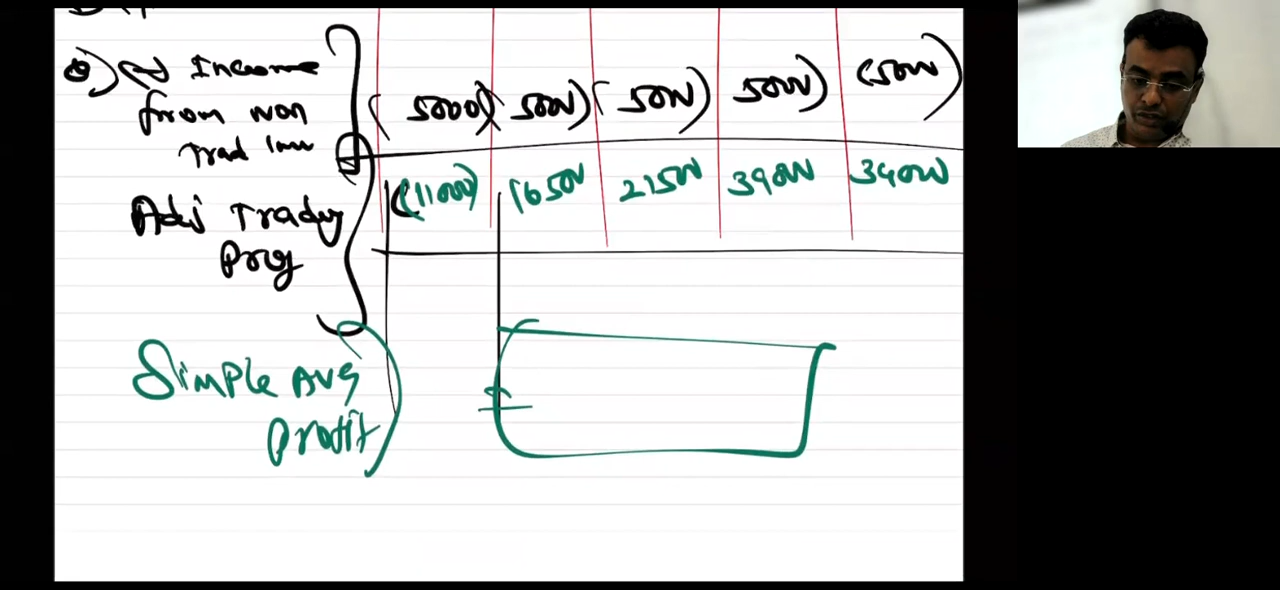 e) (-) Income (5000) (5000) (5000) 5000) (5000)
from non
Trad Inv
(11000) 16500 21500 39000 34000
Adj Trading
Prof
Simple Avg
Profit